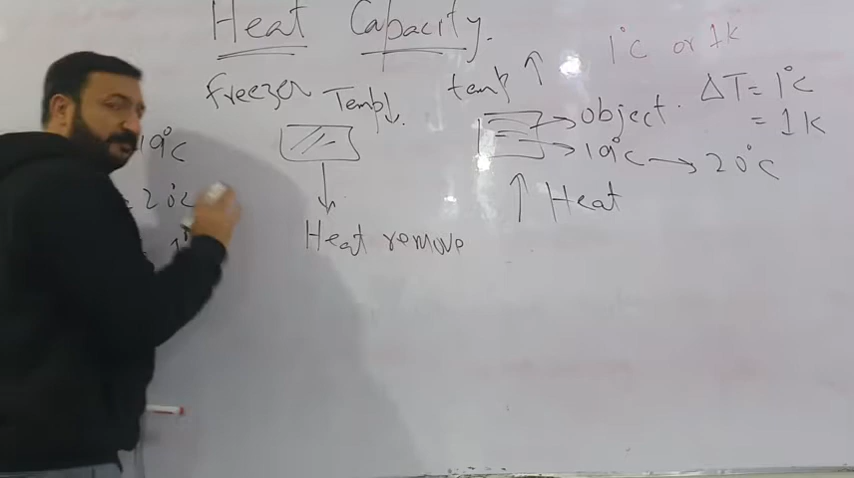 Heat Capacity.
1°C or 1K
Freezer Temp↓. temp ↑
→ object. ΔT = 1°C
= 1K
19°C
→ 19°C → 20°C
= 20°C
↑ Heat
Heat remove